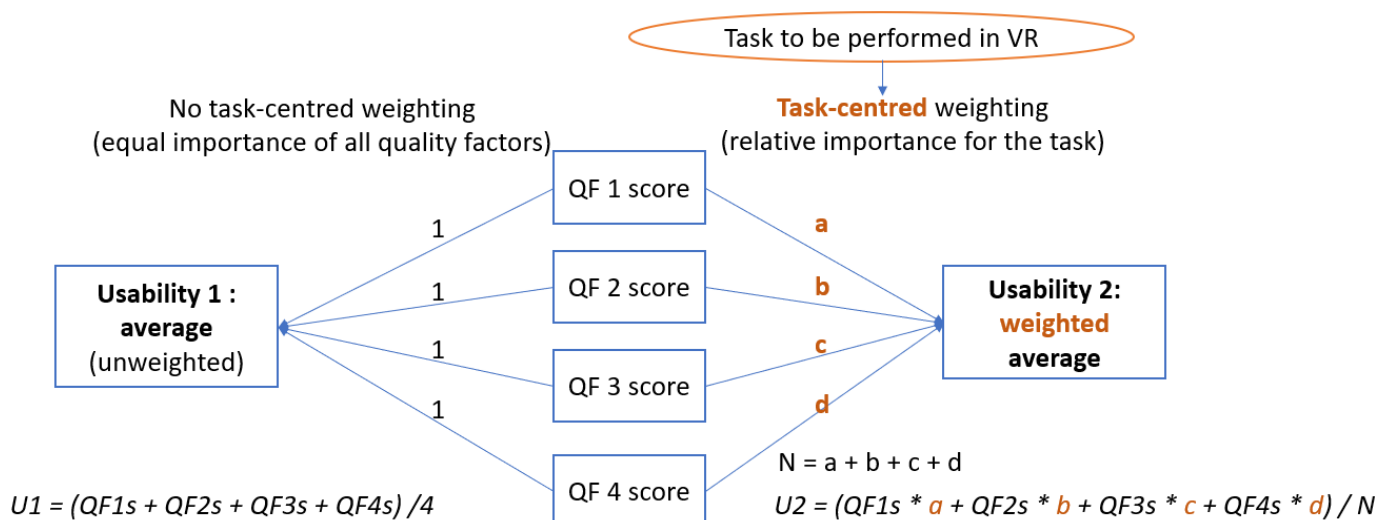 Task to be performed in VR
No task-centred weighting
(equal importance of all quality factors)
Task-centred weighting
(relative importance for the task)
QF 1 score
QF 2 score
QF 3 score
QF 4 score
1
1
1
1
a
b
c
d
Usability 1 :
average
(unweighted)
Usability 2:
weighted
average
N = a + b + c + d
U1 = (QF1s + QF2s + QF3s + QF4s) /4
U2 = (QF1s * a + QF2s * b + QF3s * c + QF4s * d) / N